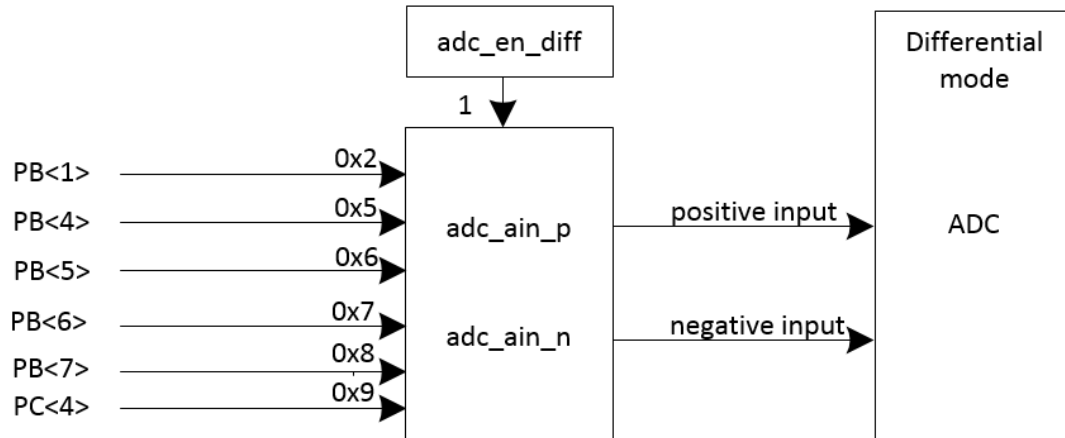 adc_en_diff
Differential
mode
1
PB<1> 0x2
PB<4> 0x5
adc_ain_p
positive input
ADC
PB<5> 0x6
PB<6> 0x7
adc_ain_n
negative input
PB<7> 0x8
PC<4> 0x9